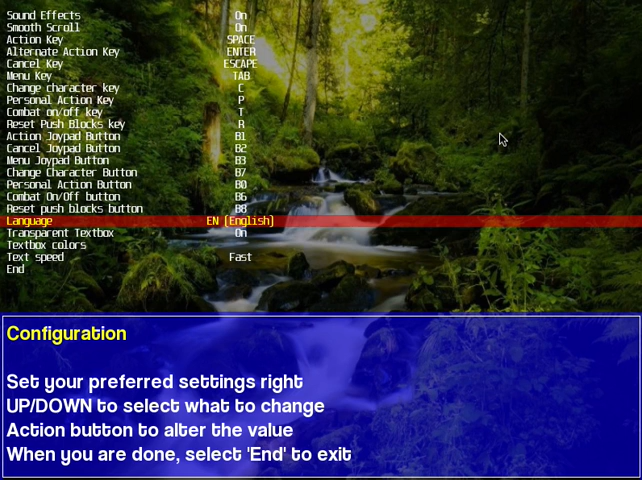 Sound Effects On
Smooth Scroll On
Action Key SPACE
Alternate Action Key ENTER
Cancel Key ESCAPE
Menu Key TAB
Change character key C
Personal Action Key P
Combat on/off key T
Reset Push Blocks key R
Action Joypad Button B1
Cancel Joypad Button B2
Menu Joypad Button B3
Change Character Button B7
Personal Action Button B0
Combat On/off button B6
Reset push blocks button B8
Language EN (English)
Transparent Textbox On
Textbox colors
Text speed Fast
End
Configuration
Set your preferred settings right
UP/DOWN to select what to change
Action button to alter the value
When you are done, select 'End' to exit